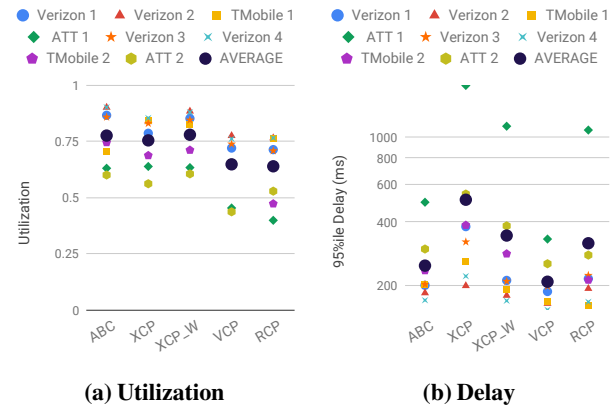 Verizon 1 Verizon 2 TMobile 1
ATT 1 Verizon 3 Verizon 4
TMobile 2 ATT 2 AVERAGE
1
0.75
0.5
0.25
0
Utilization
ABC XCP XCP_W VCP RCP
(a) Utilization
Verizon 1 Verizon 2 TMobile 1
ATT 1 Verizon 3 Verizon 4
TMobile 2 ATT 2 AVERAGE
1000
800
600
400
200
95%ile Delay (ms)
ABC XCP XCP_W VCP RCP
(b) Delay